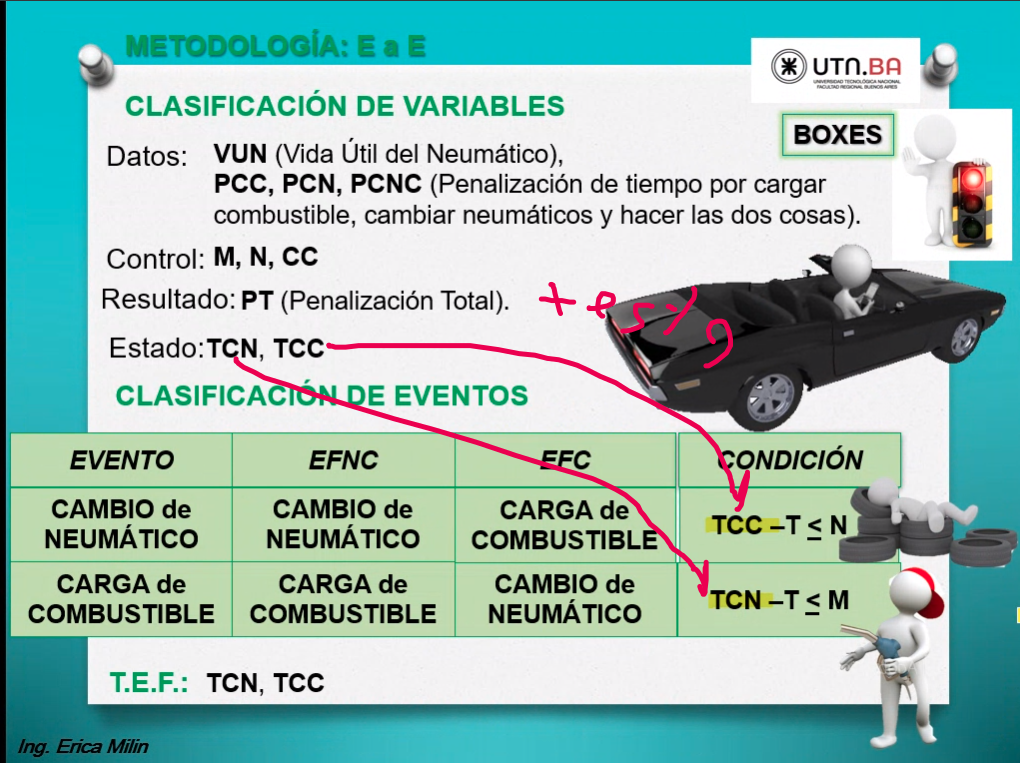 METODOLOGÍA: E a E
UTN.BA
UNIVERSIDAD TECNOLÓGICA NACIONAL
FACULTAD REGIONAL BUENOS AIRES
CLASIFICACIÓN DE VARIABLES
BOXES
Datos: VUN (Vida Útil del Neumático),
PCC, PCN, PCNC (Penalización de tiempo por cargar
combustible, cambiar neumáticos y hacer las dos cosas).
Control: M, N, CC
Resultado: PT (Penalización Total).
Estado: TCN, TCC
CLASIFICACIÓN DE EVENTOS
EVENTO EFNC EFC CONDICIÓN
CAMBIO de NEUMÁTICO CAMBIO de NEUMÁTICO CARGA de COMBUSTIBLE TCC –T ≤ N
CARGA de COMBUSTIBLE CARGA de COMBUSTIBLE CAMBIO de NEUMÁTICO TCN –T ≤ M
T.E.F.: TCN, TCC
Ing. Erica Milin